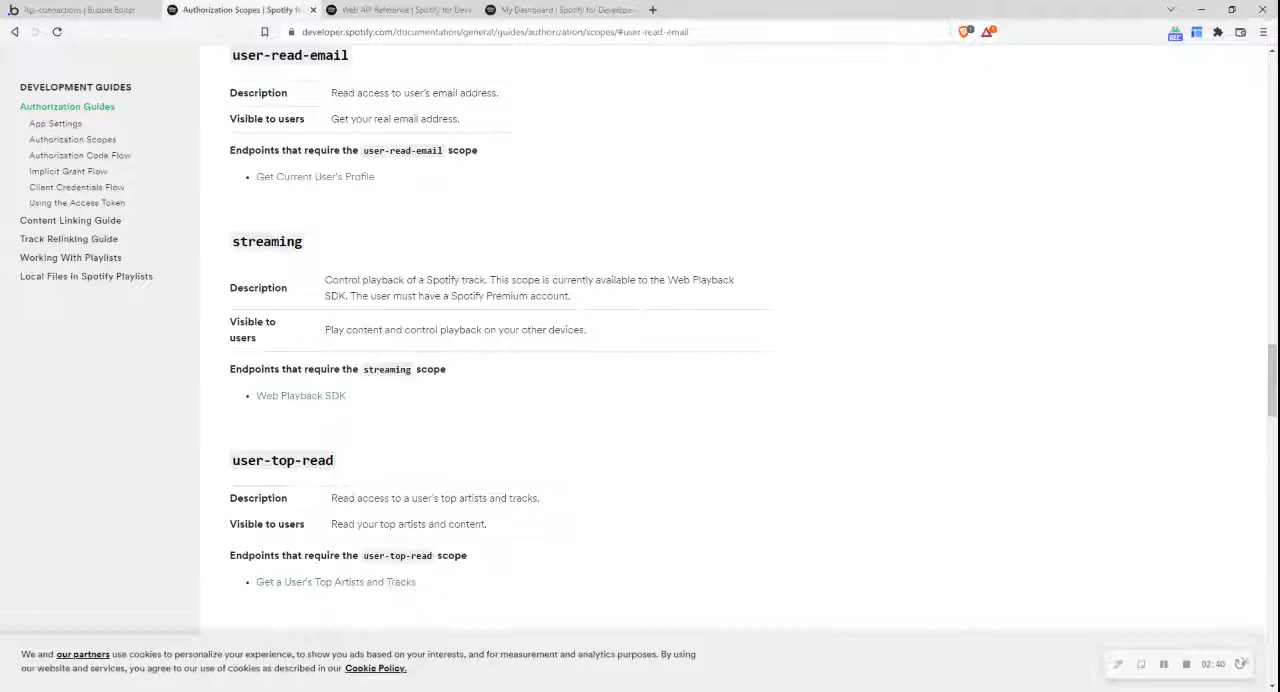 Api-connections | Bubble Editor
Authorization Scopes | Spotify fo
Web API Reference | Spotify for Deve
My Dashboard | Spotify for Develope
developer.spotify.com/documentation/general/guides/authorization/scopes/#user-read-email
REC
DEVELOPMENT GUIDES
Authorization Guides
App Settings
Authorization Scopes
Authorization Code Flow
Implicit Grant Flow
Client Credentials Flow
Using the Access Token
Content Linking Guide
Track Relinking Guide
Working With Playlists
Local Files in Spotify Playlists
user-read-email
Description Read access to user's email address.
Visible to users Get your real email address.
Endpoints that require the user-read-email scope
• Get Current User's Profile
streaming
Description Control playback of a Spotify track. This scope is currently available to the Web Playback
SDK. The user must have a Spotify Premium account.
Visible to
users Play content and control playback on your other devices.
Endpoints that require the streaming scope
• Web Playback SDK
user-top-read
Description Read access to a user's top artists and tracks.
Visible to users Read your top artists and content.
Endpoints that require the user-top-read scope
• Get a User's Top Artists and Tracks
We and our partners use cookies to personalize your experience, to show you ads based on your interests, and for measurement and analytics purposes. By using
our website and services, you agree to our use of cookies as described in our Cookie Policy.
02:40